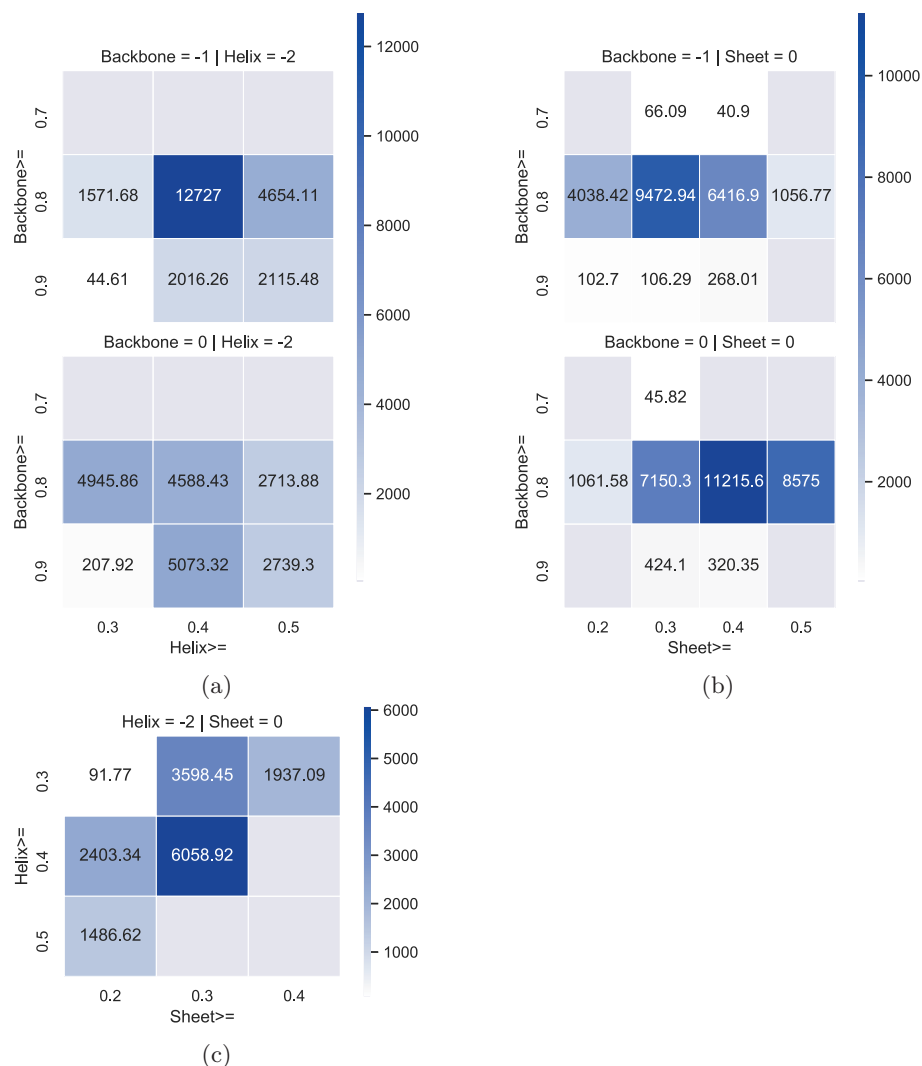 Backbone = -1 | Helix = -2
0.7
Backbone>=
0.8
1571.68 12727 4654.11
0.9
44.61 2016.26 2115.48
Backbone = 0 | Helix = -2
0.7
Backbone>=
0.8
4945.86 4588.43 2713.88
0.9
207.92 5073.32 2739.3
0.3 0.4 0.5
Helix>=
12000
10000
8000
6000
4000
2000
(a)
Backbone = -1 | Sheet = 0
0.7
66.09 40.9
Backbone>=
0.8
4038.42 9472.94 6416.9 1056.77
0.9
102.7 106.29 268.01
Backbone = 0 | Sheet = 0
0.7
45.82
Backbone>=
0.8
1061.58 7150.3 11215.6 8575
0.9
424.1 320.35
0.2 0.3 0.4 0.5
Sheet>=
10000
8000
6000
4000
2000
(b)
Helix = -2 | Sheet = 0
0.3
91.77 3598.45 1937.09
Helix>=
0.4
2403.34 6058.92
0.5
1486.62
0.2 0.3 0.4
Sheet>=
6000
5000
4000
3000
2000
1000
(c)